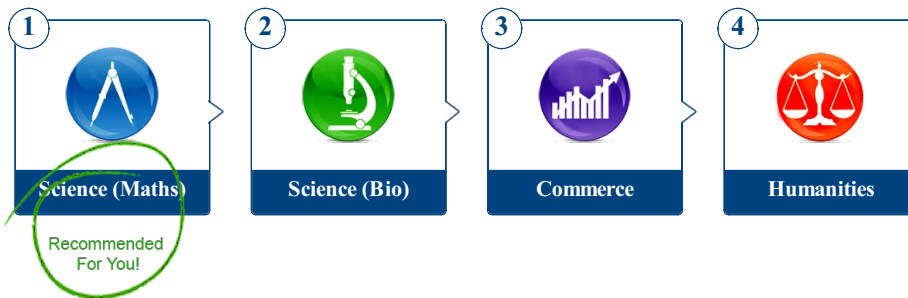 1
2
3
4
Science (Maths)
Science (Bio)
Commerce
Humanities
Recommended
For You!